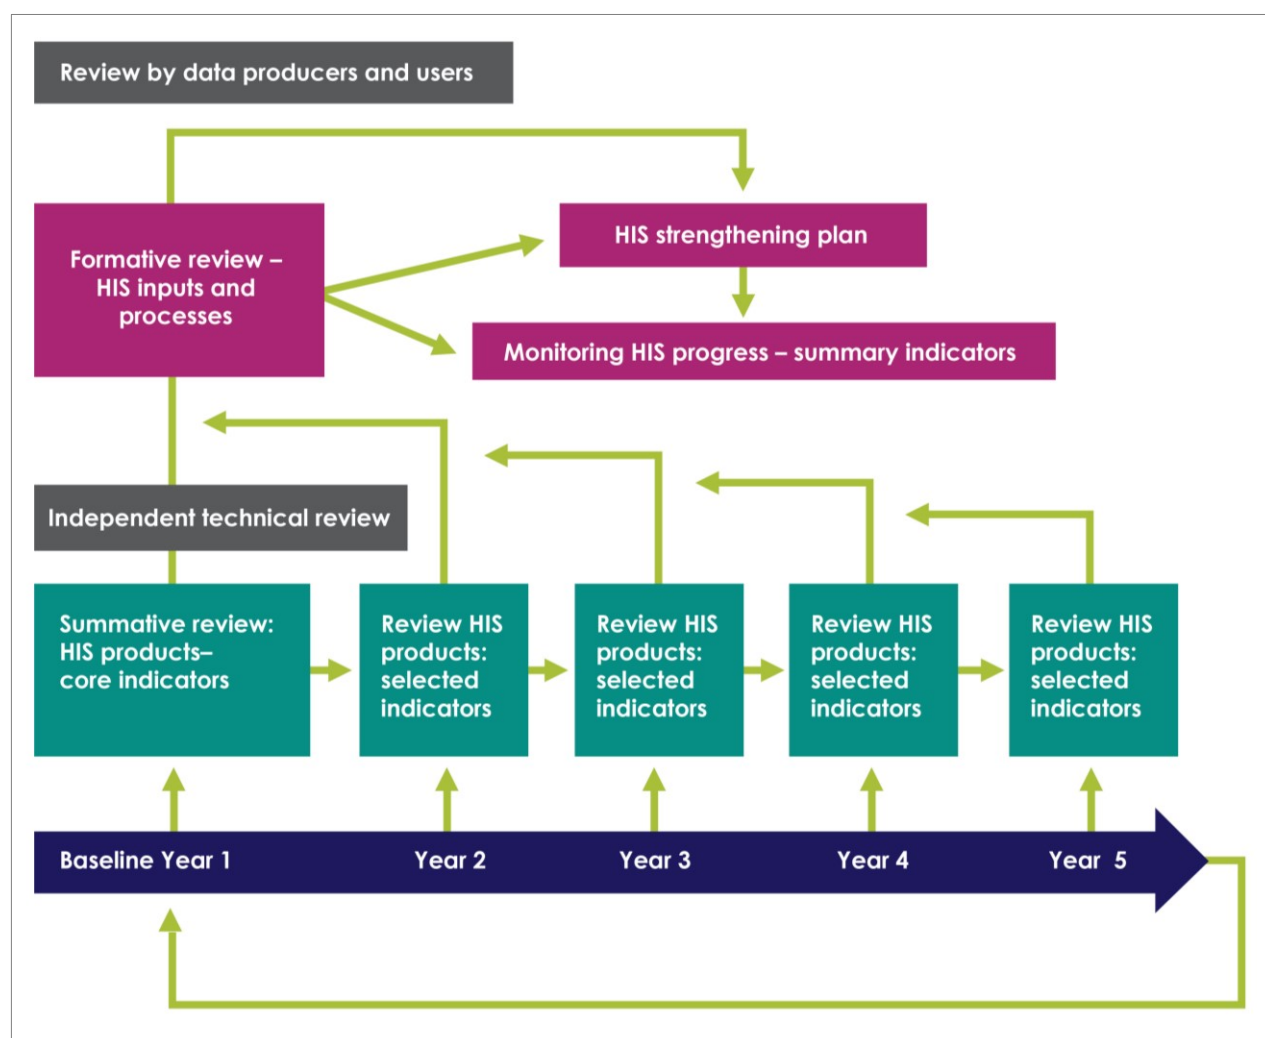 Review by data producers and users
Formative review –
HIS inputs and
processes
HIS strengthening plan
Monitoring HIS progress – summary indicators
Independent technical review
Summative review:
HIS products–
core indicators
Review HIS
products:
selected
indicators
Review HIS
products:
selected
indicators
Review HIS
products:
selected
indicators
Review HIS
products:
selected
indicators
Baseline Year 1
Year 2
Year 3
Year 4
Year 5